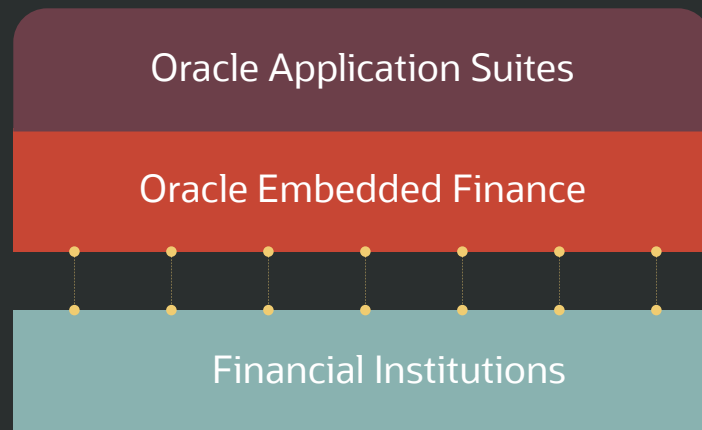 Oracle Application Suites
Oracle Embedded Finance
Financial Institutions